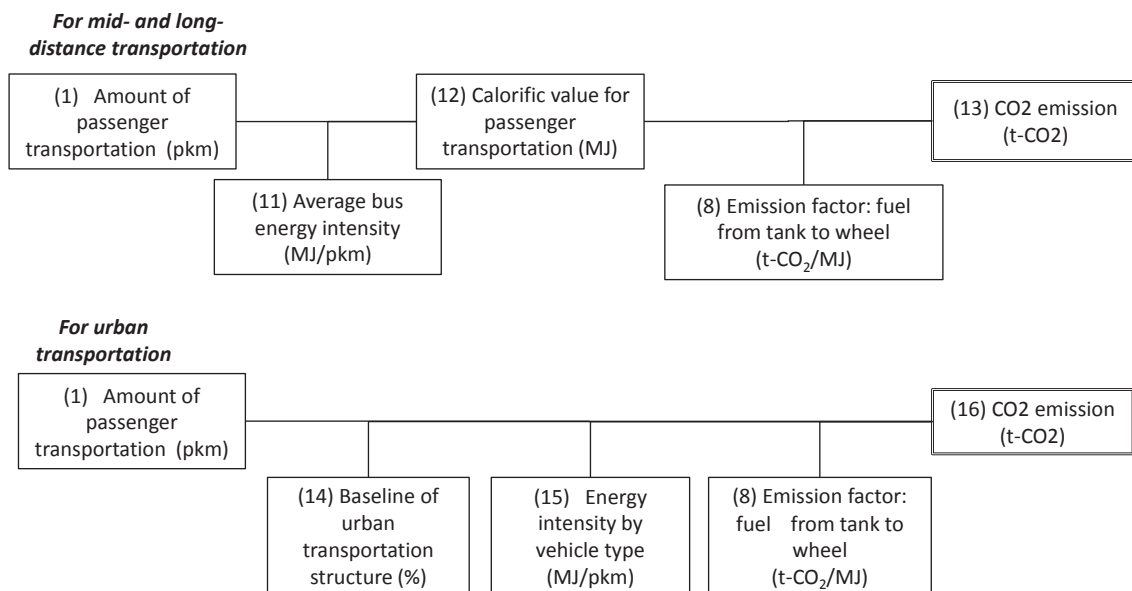 For mid- and long-
distance transportation
(1) Amount of
passenger
transportation (pkm)
(12) Calorific value for
passenger
transportation (MJ)
(13) CO2 emission
(t-CO2)
(11) Average bus
energy intensity
(MJ/pkm)
(8) Emission factor: fuel
from tank to wheel
(t-CO₂/MJ)
For urban
transportation
(1) Amount of
passenger
transportation (pkm)
(16) CO2 emission
(t-CO2)
(14) Baseline of
urban
transportation
structure (%)
(15) Energy
intensity by
vehicle type
(MJ/pkm)
(8) Emission factor:
fuel from tank to
wheel
(t-CO₂/MJ)